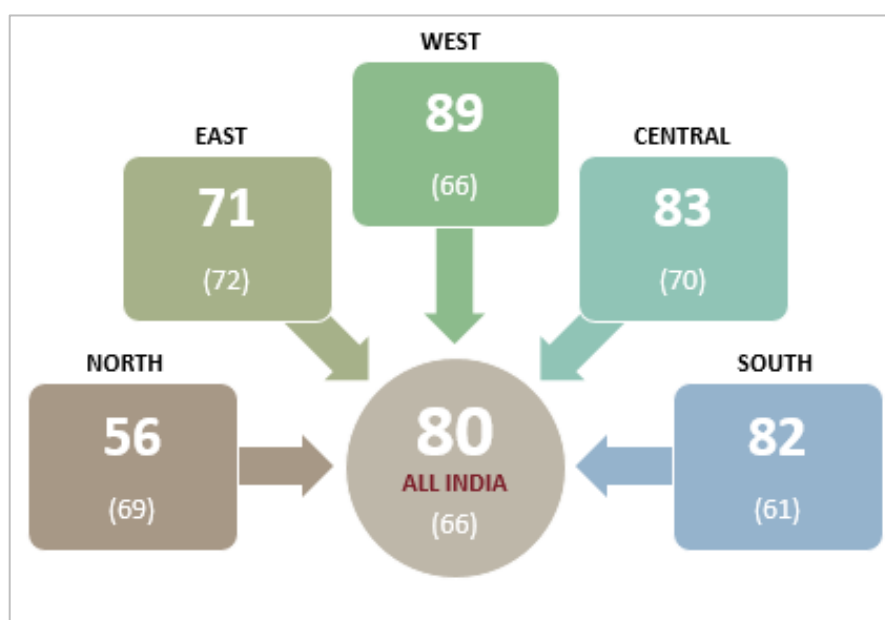 WEST
89
(66)
EAST
71
(72)
CENTRAL
83
(70)
NORTH
56
(69)
80
ALL INDIA
(66)
SOUTH
82
(61)